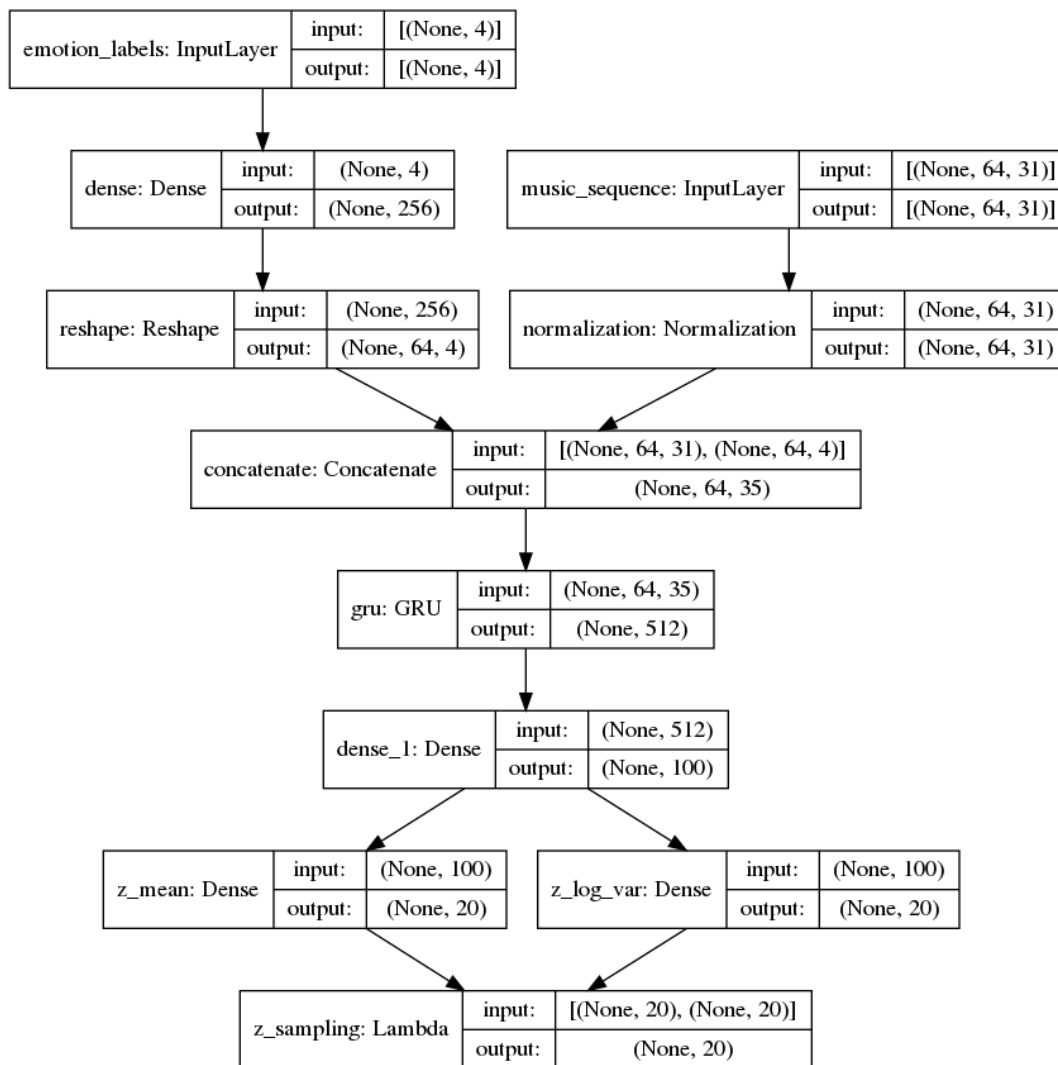 emotion_labels: InputLayer
input: [(None, 4)]
output: [(None, 4)]
dense: Dense
input: (None, 4)
output: (None, 256)
music_sequence: InputLayer
input: [(None, 64, 31)]
output: [(None, 64, 31)]
reshape: Reshape
input: (None, 256)
output: (None, 64, 4)
normalization: Normalization
input: (None, 64, 31)
output: (None, 64, 31)
concatenate: Concatenate
input: [(None, 64, 31), (None, 64, 4)]
output: (None, 64, 35)
gru: GRU
input: (None, 64, 35)
output: (None, 512)
dense_1: Dense
input: (None, 512)
output: (None, 100)
z_mean: Dense
input: (None, 100)
output: (None, 20)
z_log_var: Dense
input: (None, 100)
output: (None, 20)
z_sampling: Lambda
input: [(None, 20), (None, 20)]
output: (None, 20)